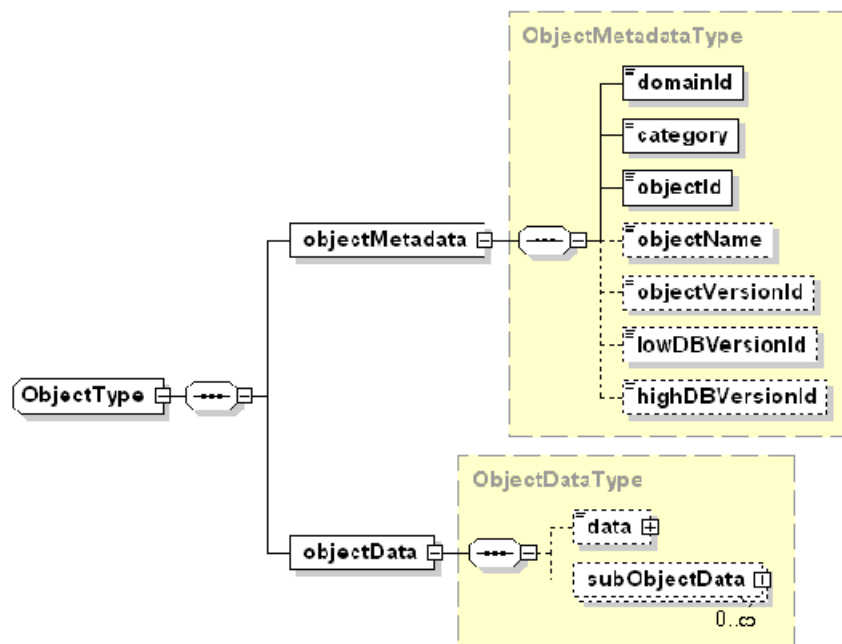 ObjectMetadataType
domainId
category
objectId
objectMetadata
objectName
objectVersionId
lowDBVersionId
ObjectType
highDBVersionId
ObjectDataType
data
objectData
subObjectData
0..∞